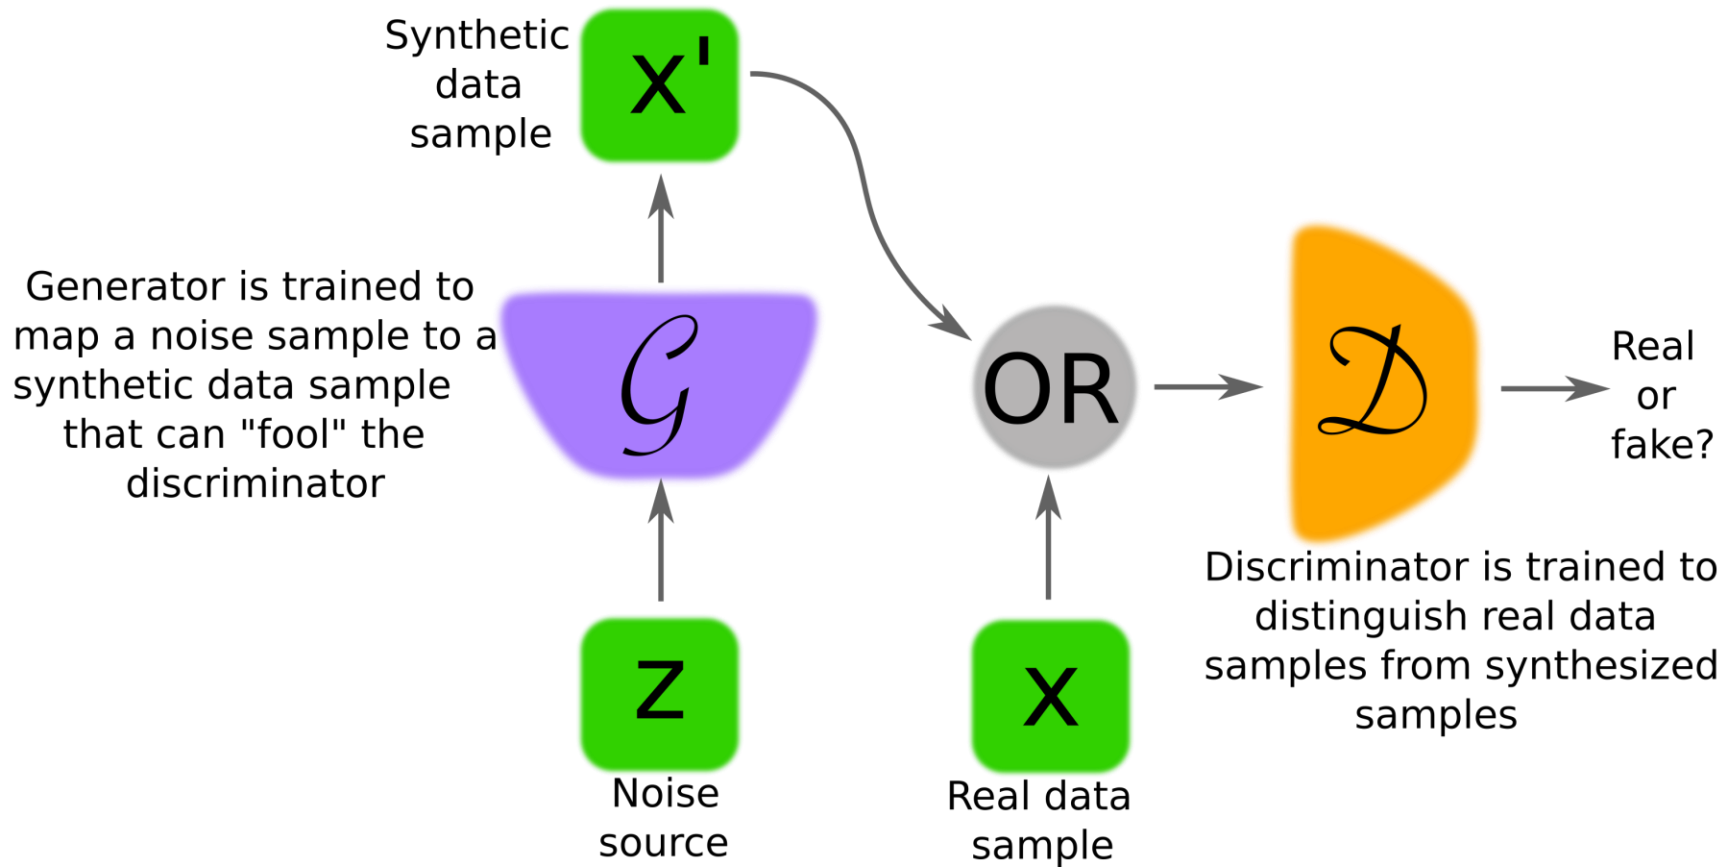 Synthetic
data
sample
x'
Generator is trained to
map a noise sample to a
synthetic data sample
that can "fool" the
discriminator
G
z
Noise
source
OR
x
Real data
sample
D
Real
or
fake?
Discriminator is trained to
distinguish real data
samples from synthesized
samples